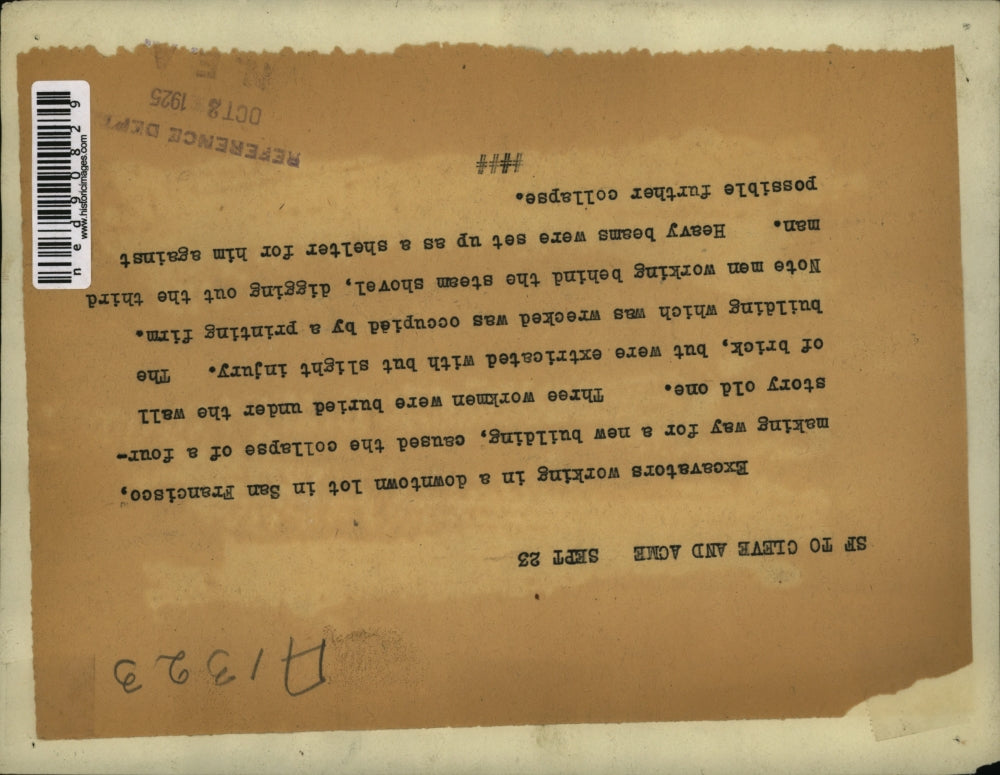 A1323
SF TO CLEVE AND ACME SEPT 23
Excavators working in a downtown lot in San Francisco,
making way for a new building, caused the collapse of a four-
story old one. Three workmen were buried under the wall
of brick, but were extricated with but slight injury. The
building which was wrecked was occupied by a printing firm.
Note men working behind the steam shovel, digging out the third
man. Heavy beams were set up as a shelter for him against
possible further collapse.
####
REFERENCE DEPT
OCT 3 1925
N E A
ned90829
www.historicimages.com